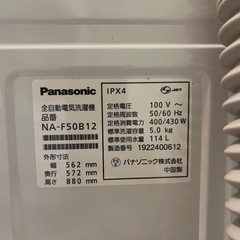 Panasonic
全自動電気洗濯機
品番
NA-F50B12
外形寸法
幅 562 mm
奥行 572 mm
高さ 880 mm
IPX4
JET
定格電圧 100 V~
定格周波数 50/60 Hz
定格消費電力 400/430 W
標準洗濯容量 5.0 kg
標準使用水量 114 L
製造番号 1922400612
パナソニック株式会社
中国製